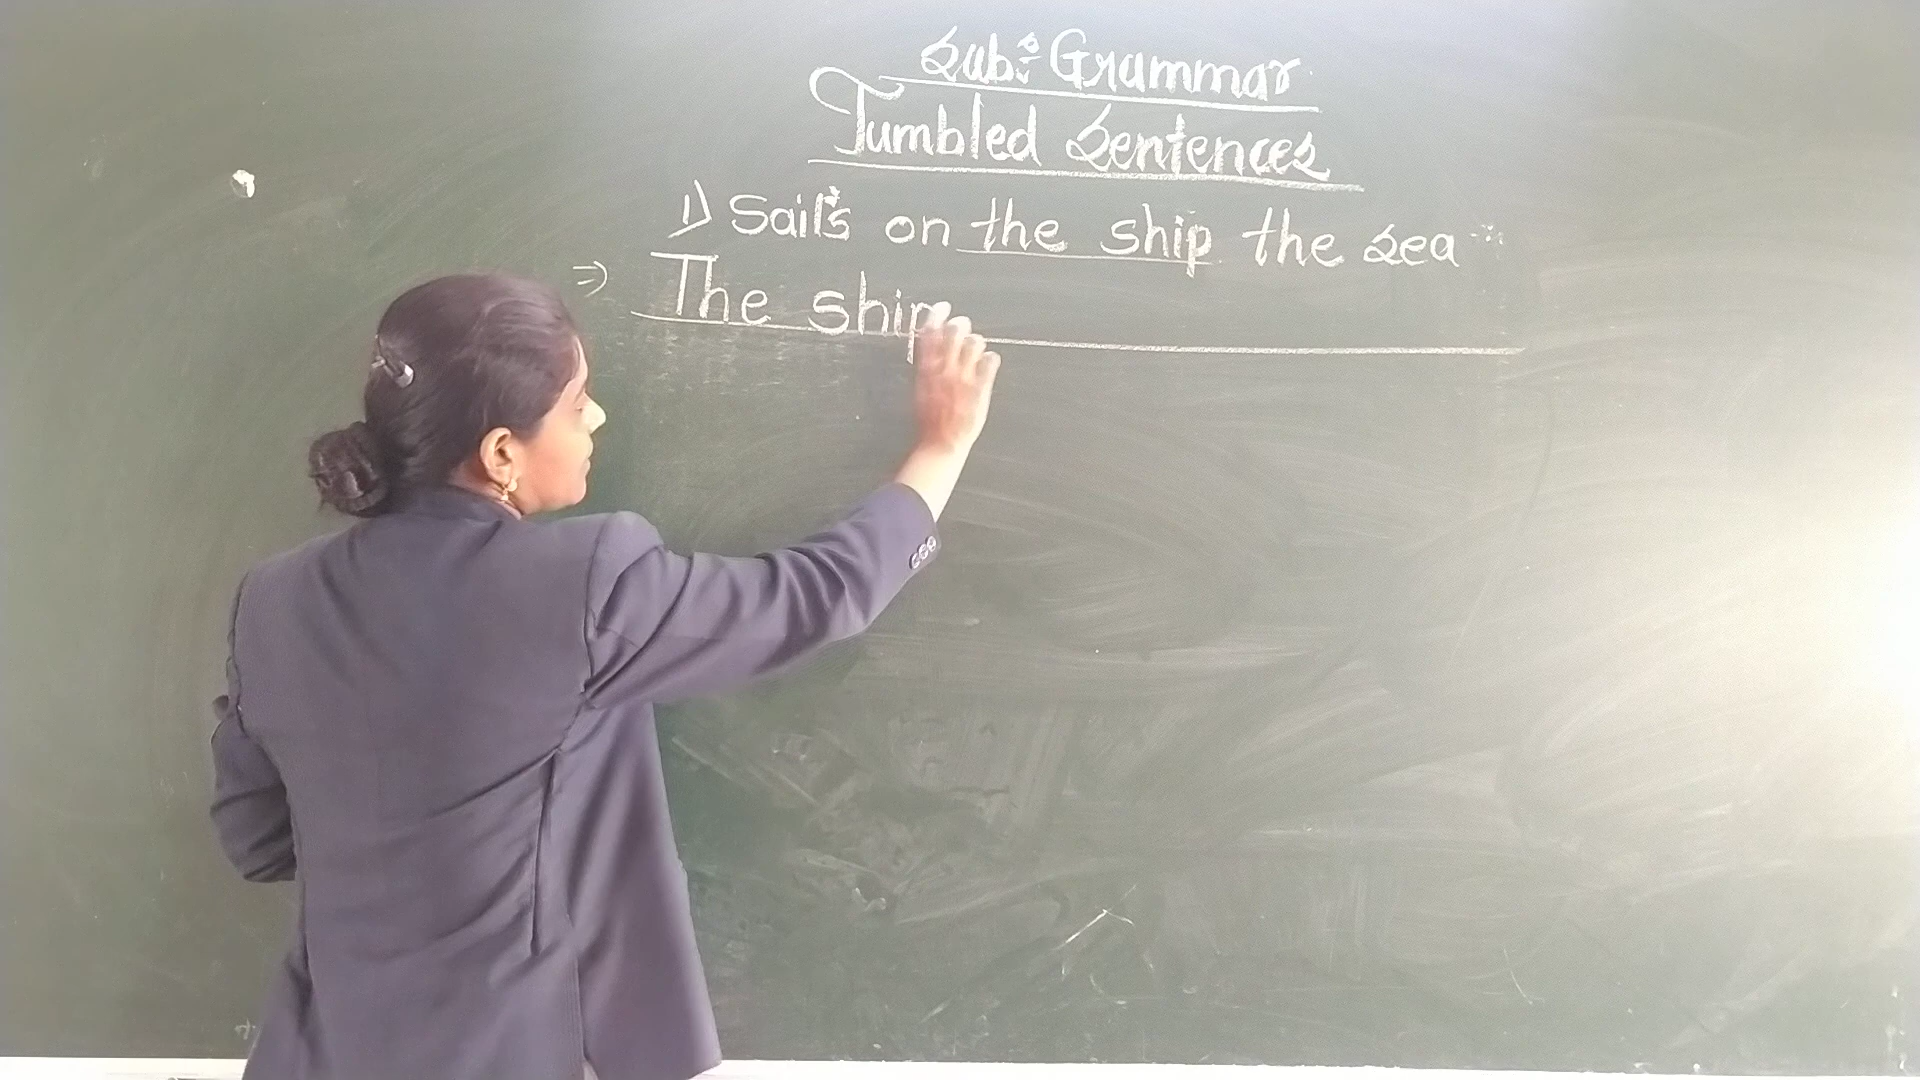 Sub:- Grammar
Jumbled Sentences
1) Sails on the ship the sea
⇒ The ship